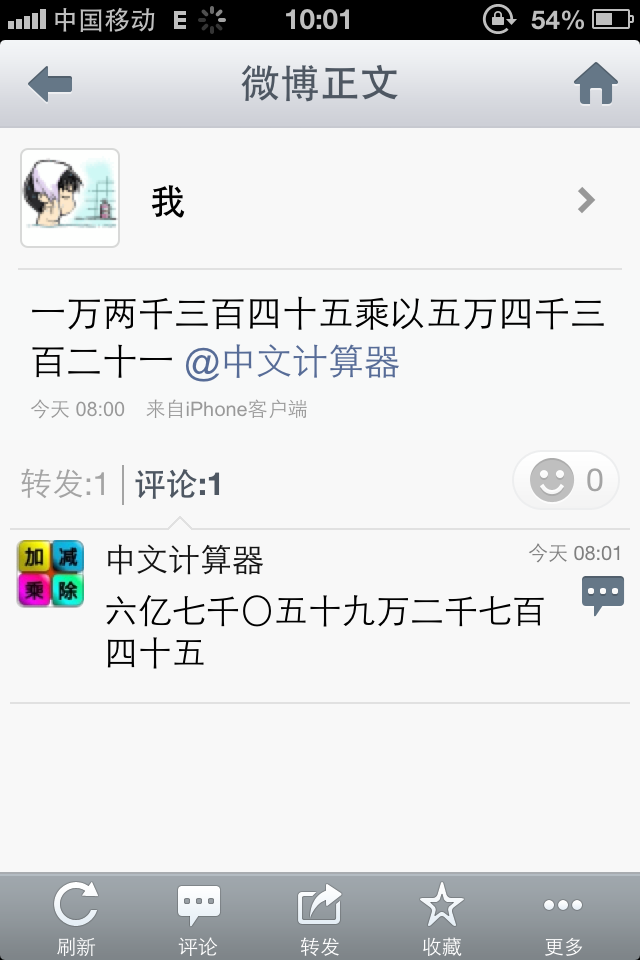 中国移动 E 10:01 54%
微博正文
我
一万两千三百四十五乘以五万四千三
百二十一 @中文计算器
今天 08:00 来自iPhone客户端
转发:1 评论:1 0
加减
乘除
中文计算器 今天 08:01
六亿七千〇五十九万二千七百
四十五
刷新 评论 转发 收藏 更多